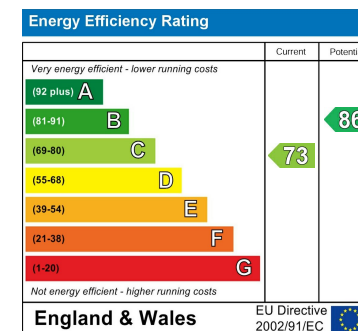 Energy Efficiency Rating
Current
Very energy efficient - lower running costs
(92 plus) A
(81-91) B
86
(69-80) C
73
(55-68) D
(39-54) E
(21-38) F
(1-20) G
Not energy efficient - higher running costs
England & Wales
EU Directive
2002/91/EC